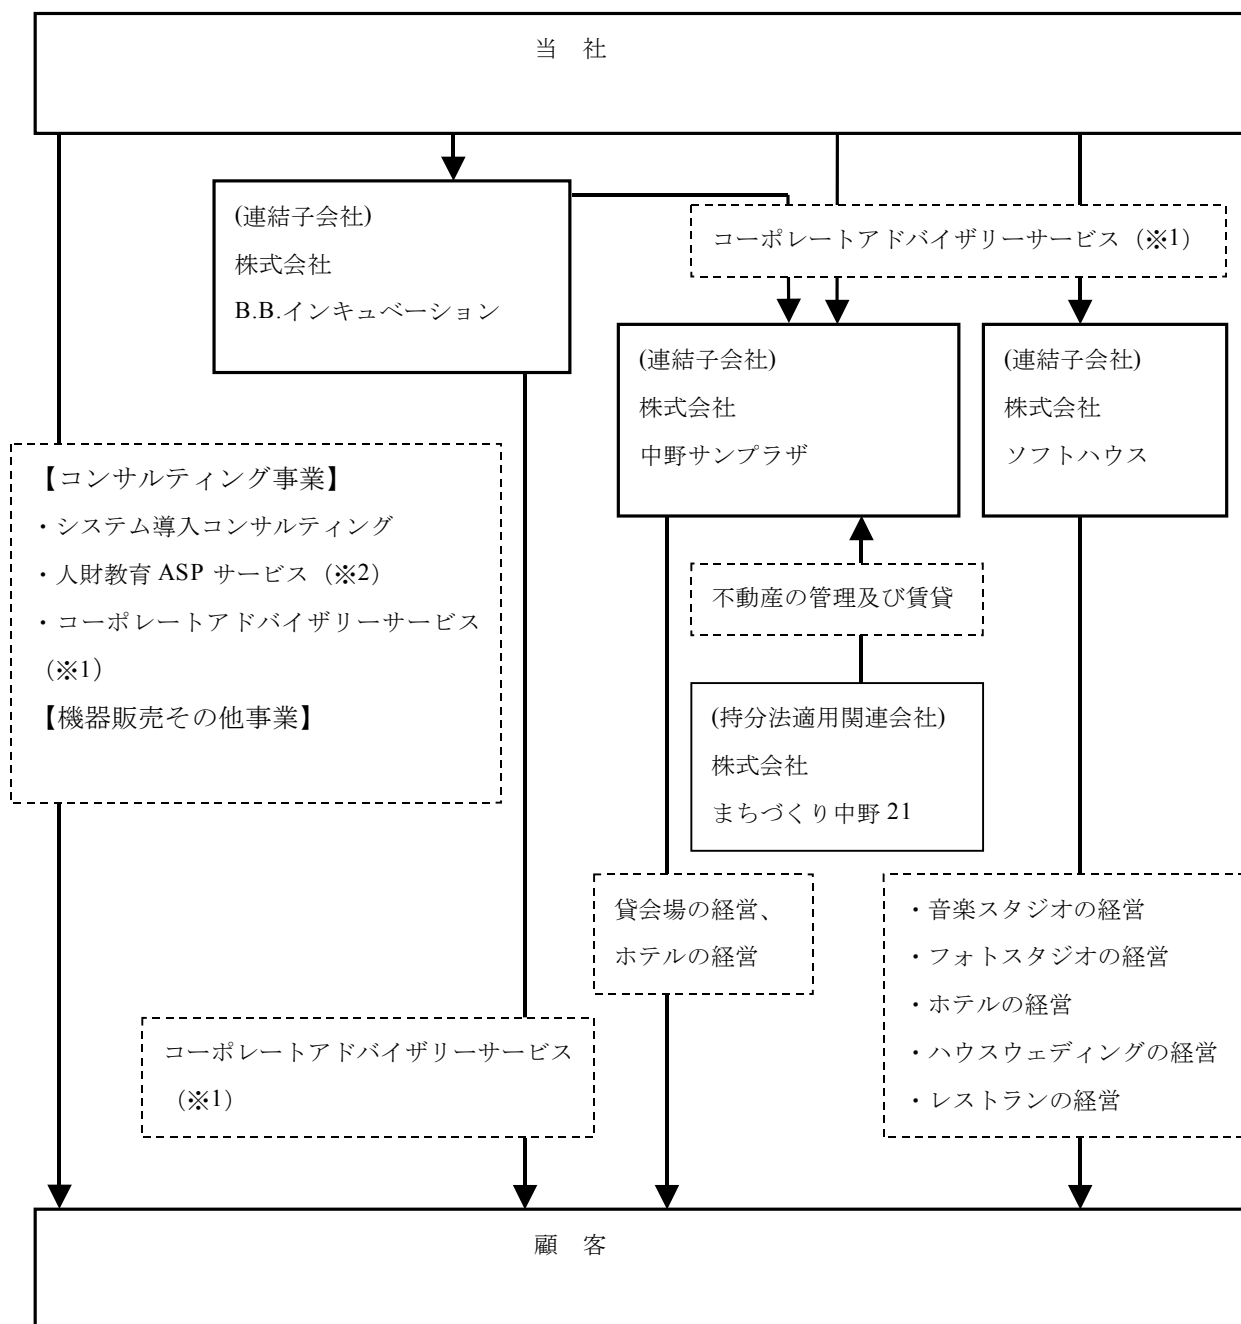 当　社
(連結子会社)
株式会社
B.B.インキュベーション
コーポレートアドバイザリーサービス（※1）
(連結子会社)
株式会社
中野サンプラザ
(連結子会社)
株式会社
ソフトハウス
【コンサルティング事業】
・システム導入コンサルティング
・人財教育 ASP サービス（※2）
・コーポレートアドバイザリーサービス
（※1）
【機器販売その他事業】
不動産の管理及び賃貸
(持分法適用関連会社)
株式会社
まちづくり中野 21
貸会場の経営、
ホテルの経営
・音楽スタジオの経営
・フォトスタジオの経営
・ホテルの経営
・ハウスウェディングの経営
・レストランの経営
コーポレートアドバイザリーサービス
（※1）
顧　客